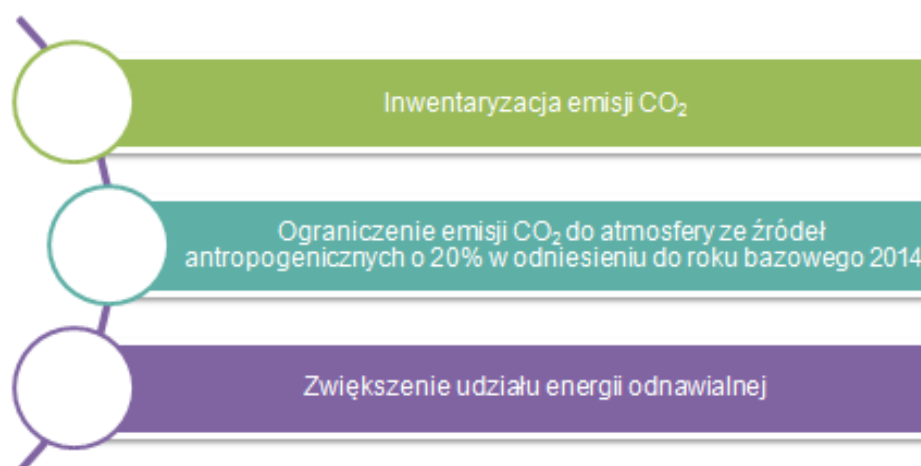 Inwentaryzacja emisji CO₂
Ograniczenie emisji CO₂ do atmosfery ze źródeł
antropogenicznych o 20% w odniesieniu do roku bazowego 2014
Zwiększenie udziału energii odnawialnej